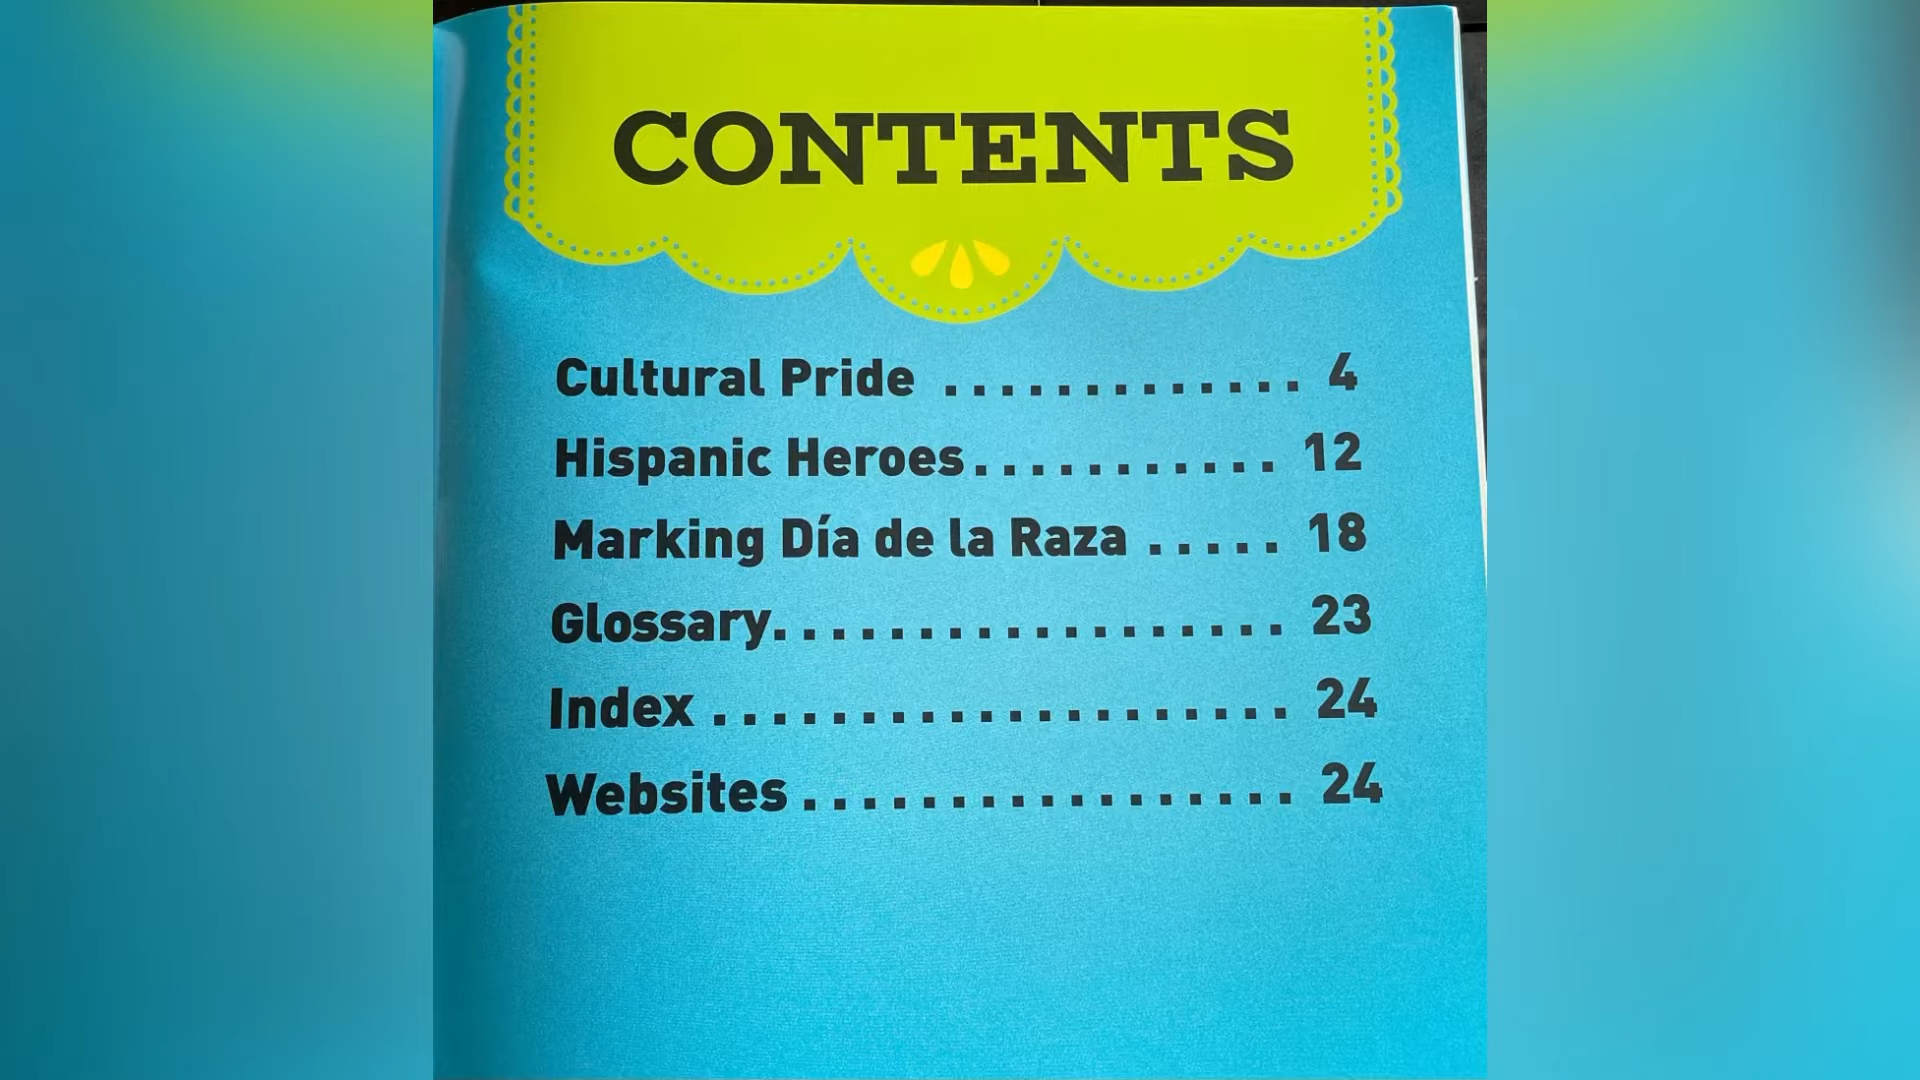 CONTENTS
Cultural Pride ............. 4
Hispanic Heroes........... 12
Marking Día de la Raza ..... 18
Glossary.................. 23
Index .................... 24
Websites ................. 24